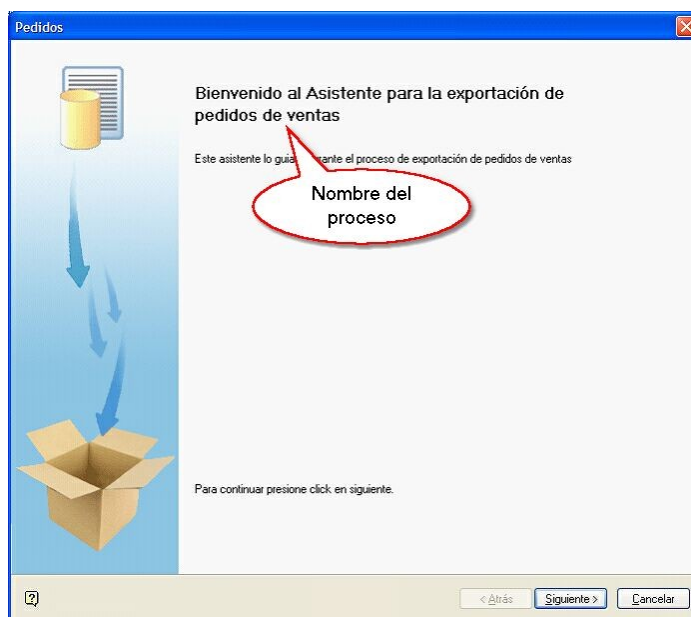 Pedidos
Bienvenido al Asistente para la exportación de
pedidos de ventas
Este asistente lo guia rante el proceso de exportación de pedidos de ventas
Nombre del
proceso
Para continuar presione click en siguiente.
?
< Atrás
Siguiente >
Cancelar